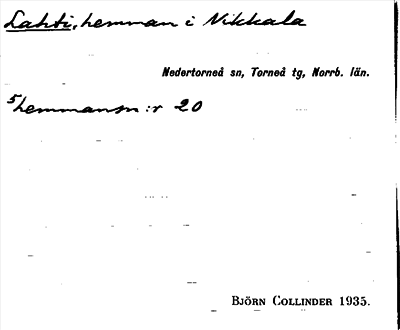 Lahti, hemman i Nikkala
Nedertorneå sn, Torneå tg, Norrb. län.
5 hemmansn:r 20
Björn Collinder 1935.